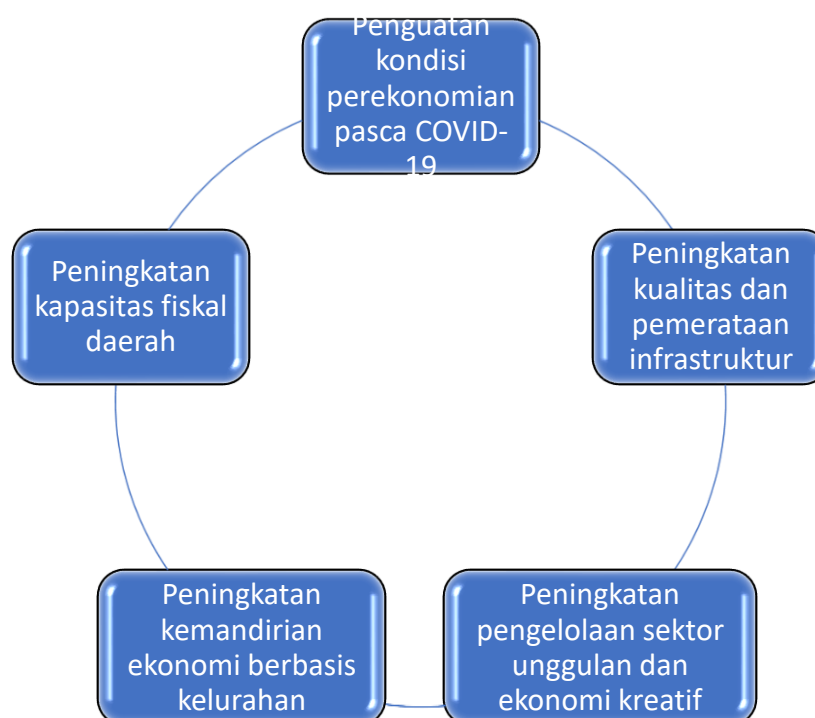 Penguatan
kondisi
perekonomian
pasca COVID-
19
Peningkatan
kualitas dan
pemerataan
infrastruktur
Peningkatan
pengelolaan sektor
unggulan dan
ekonomi kreatif
Peningkatan
kemandirian
ekonomi berbasis
kelurahan
Peningkatan
kapasitas fiskal
daerah